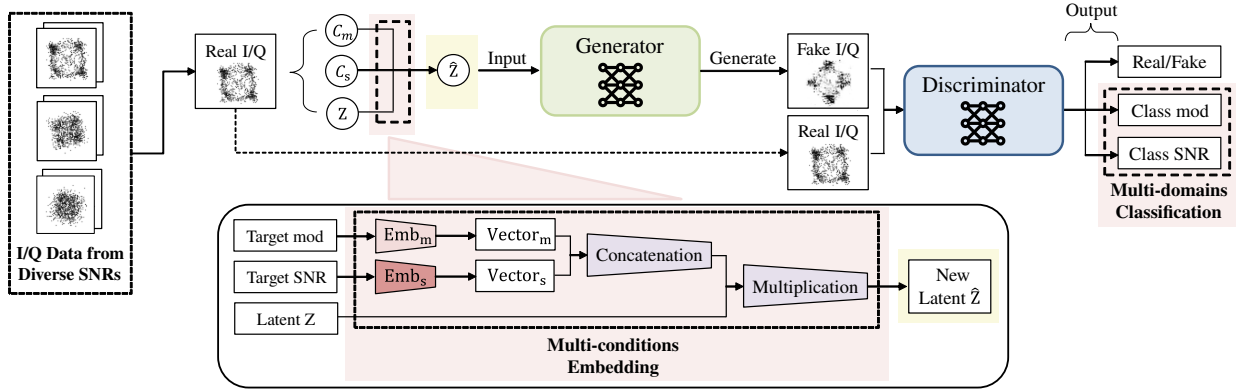 I/Q Data from
Diverse SNRs
Real I/Q
C_m
C_s
Z
Ẑ
Input
Generator
Generate
Fake I/Q
Real I/Q
Discriminator
Output
Real/Fake
Class mod
Class SNR
Multi-domains
Classification
Target mod
Emb_m
Vector_m
Target SNR
Emb_s
Vector_s
Concatenation
Latent Z
Multiplication
New
Latent Ẑ
Multi-conditions
Embedding